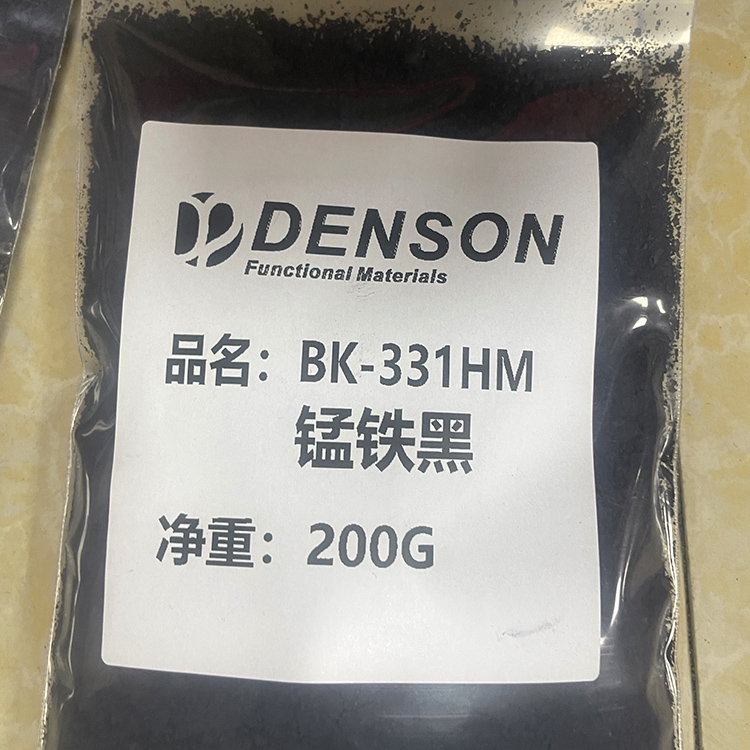 DENSON
Functional Materials
品名：BK-331HM
锰铁黑
净重：200G